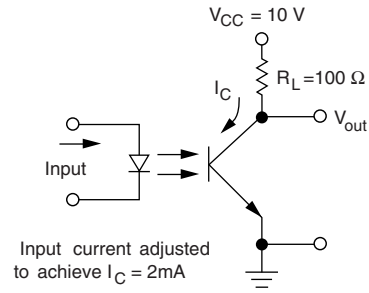 V_CC = 10 V
I_C
R_L =100 Ω
V_out
Input
Input current adjusted
to achieve I_C = 2mA